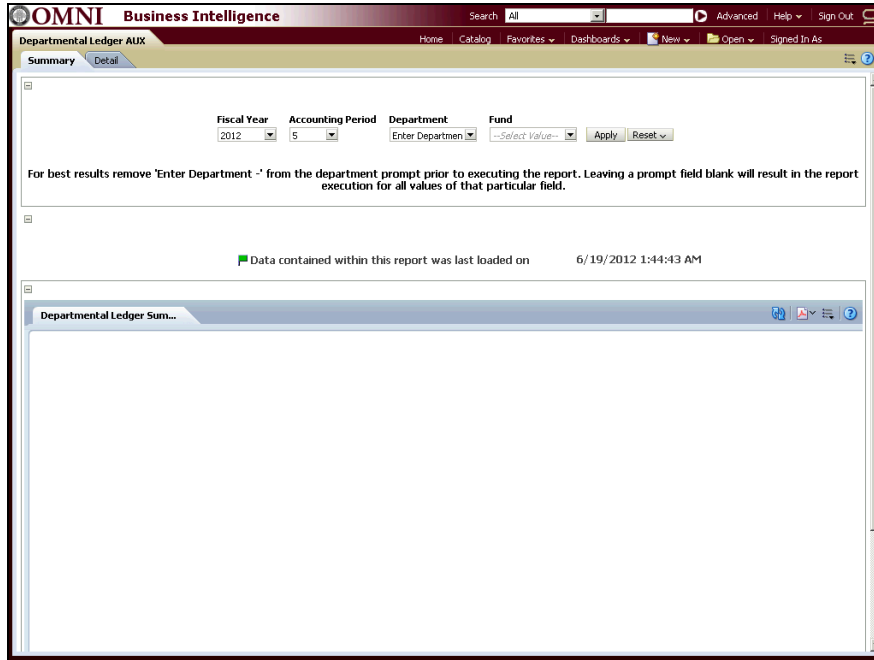 OMNI Business Intelligence Search All Advanced Help Sign Out
Departmental Ledger AUX Home Catalog Favorites Dashboards New Open Signed In As
Summary Detail
Fiscal Year Accounting Period Department Fund
2012 5 Enter Departmen --Select Value-- Apply Reset
For best results remove 'Enter Department -' from the department prompt prior to executing the report. Leaving a prompt field blank will result in the report
execution for all values of that particular field.
Data contained within this report was last loaded on 6/19/2012 1:44:43 AM
Departmental Ledger Sum...